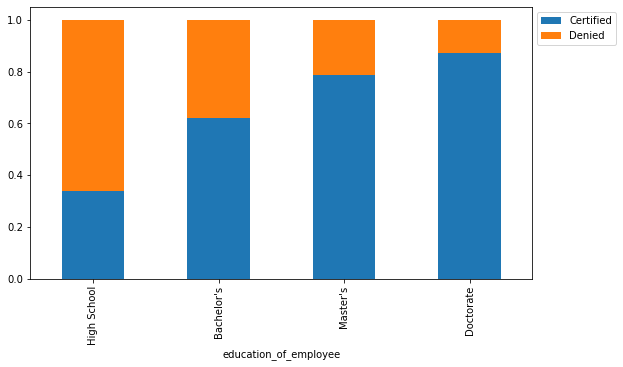 1.0
0.8
0.6
0.4
0.2
0.0
High School
Bachelor's
Master's
Doctorate
education_of_employee
Certified
Denied